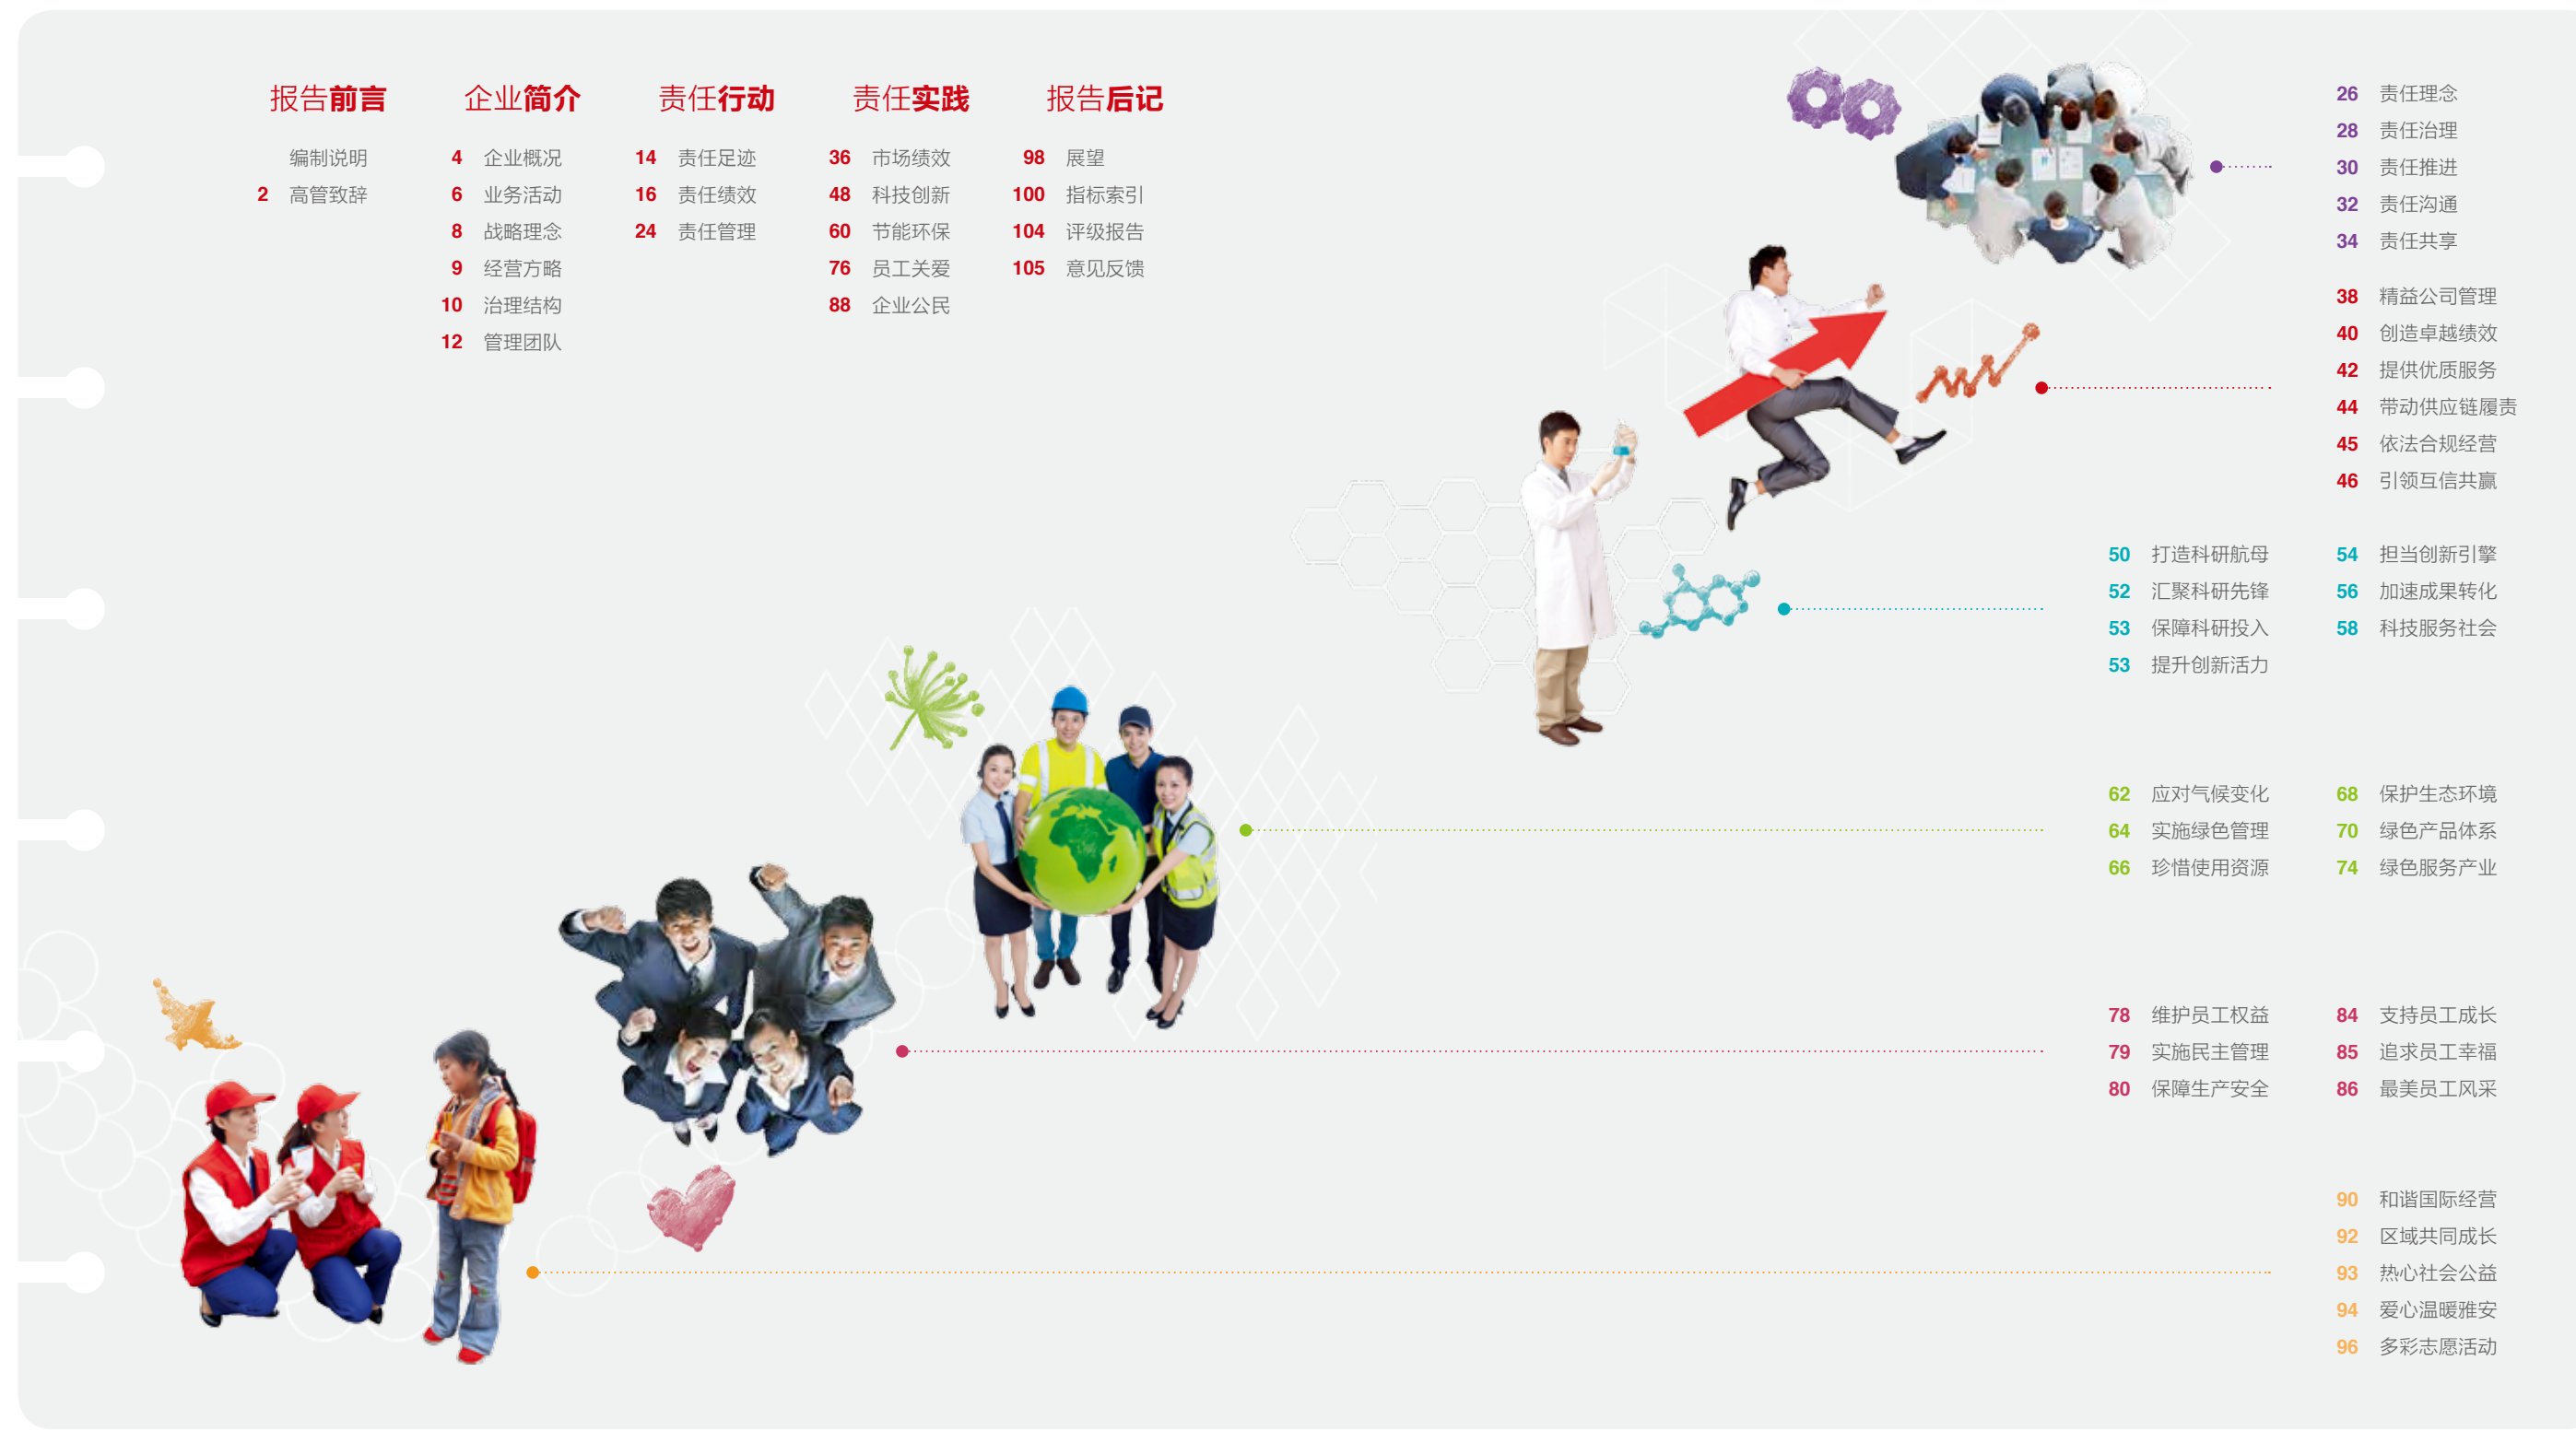 报告前言
编制说明
2 高管致辞
企业简介
4 企业概况
6 业务活动
8 战略理念
9 经营方略
10 治理结构
12 管理团队
责任行动
14 责任足迹
16 责任绩效
24 责任管理
责任实践
36 市场绩效
48 科技创新
60 节能环保
76 员工关爱
88 企业公民
报告后记
98 展望
100 指标索引
104 评级报告
105 意见反馈
26 责任理念
28 责任治理
30 责任推进
32 责任沟通
34 责任共享
38 精益公司管理
40 创造卓越绩效
42 提供优质服务
44 带动供应链履责
45 依法合规经营
46 引领互信共赢
50 打造科研航母
52 汇聚科研先锋
53 保障科研投入
53 提升创新活力
54 担当创新引擎
56 加速成果转化
58 科技服务社会
62 应对气候变化
64 实施绿色管理
66 珍惜使用资源
68 保护生态环境
70 绿色产品体系
74 绿色服务产业
78 维护员工权益
79 实施民主管理
80 保障生产安全
84 支持员工成长
85 追求员工幸福
86 最美员工风采
90 和谐国际经营
92 区域共同成长
93 热心社会公益
94 爱心温暖雅安
96 多彩志愿活动